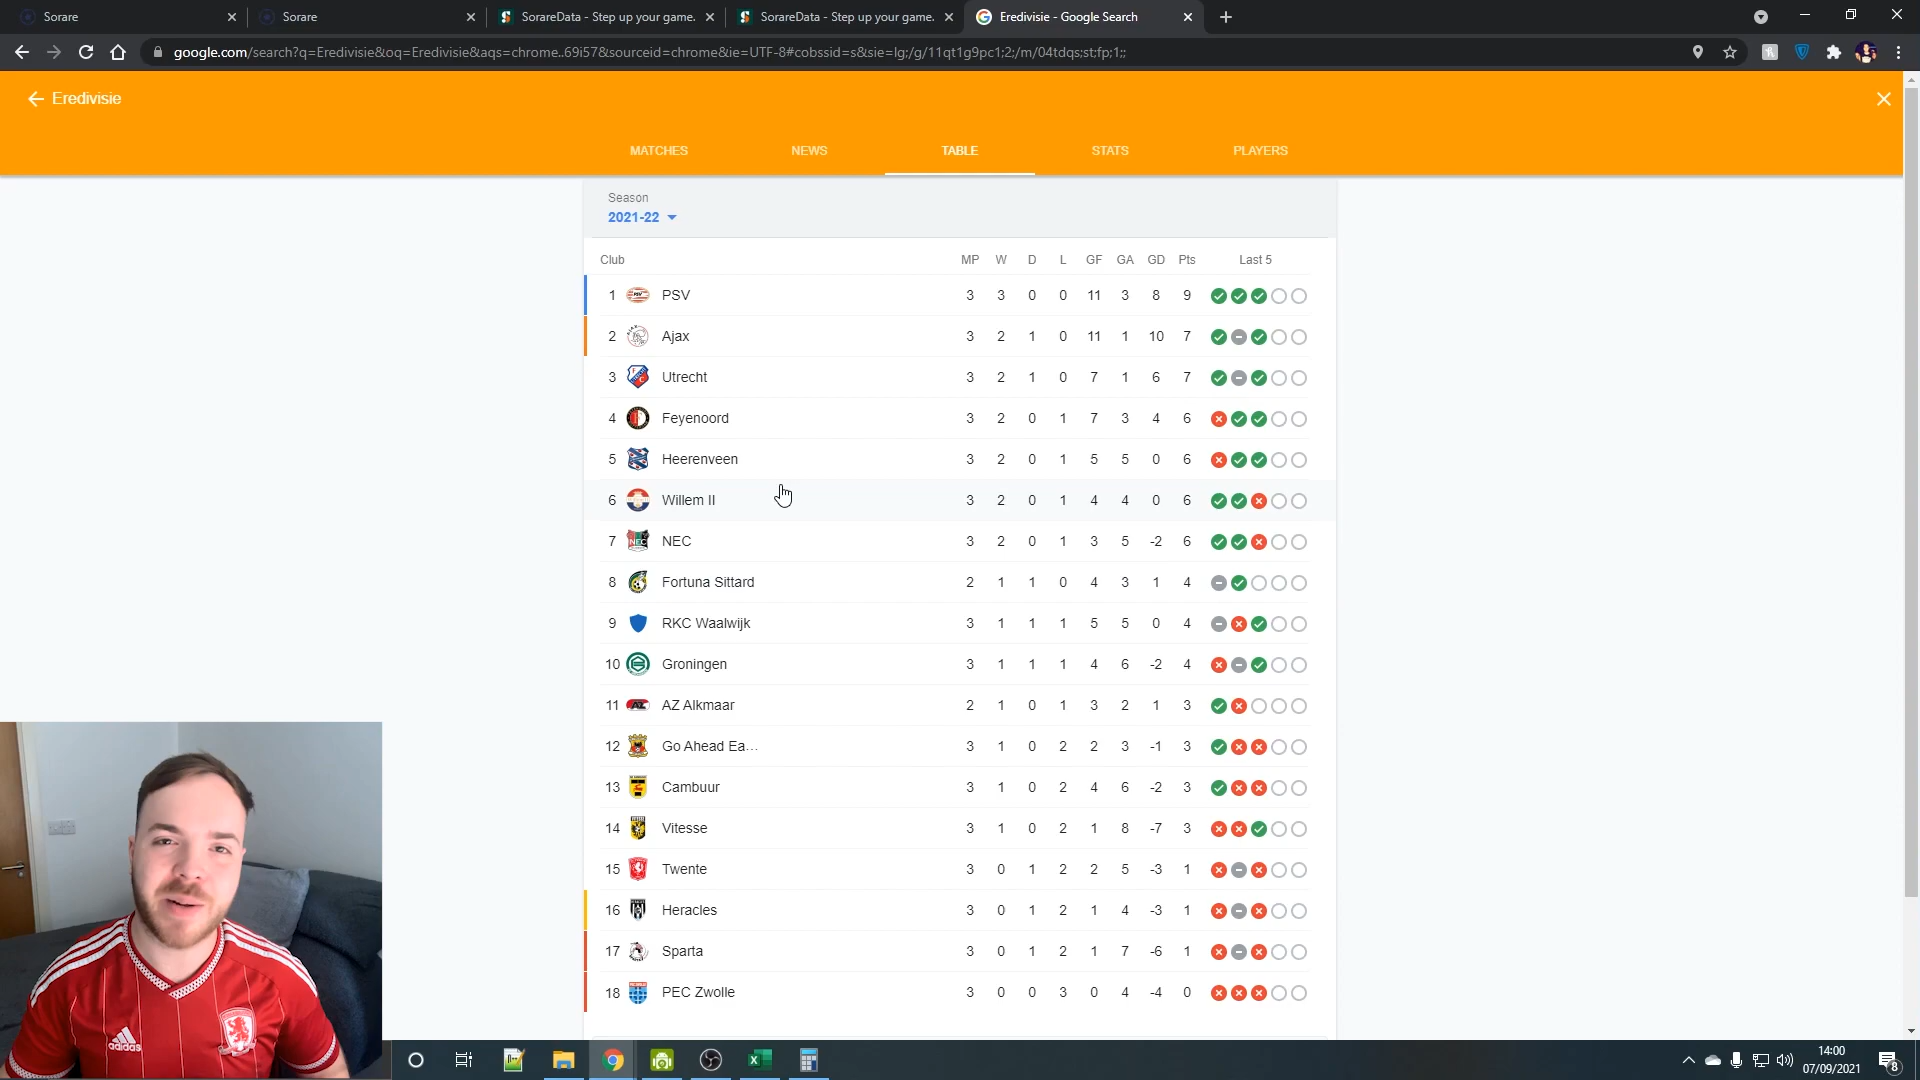 Sorare
Sorare
SorareData - Step up your game.
SorareData - Step up your game.
Eredivisie - Google Search
google.com/search?q=Eredivisie&oq=Eredivisie&aqs=chrome..69i57&sourceid=chrome&ie=UTF-8#cobssid=s&sie=lg;/g/11qt1g9pc1;2;/m/04tdqs;st;fp;1;;
Eredivisie
MATCHES NEWS TABLE STATS PLAYERS
Season
2021-22
Club MP W D L GF GA GD Pts Last 5
1 PSV 3 3 0 0 11 3 8 9
2 Ajax 3 2 1 0 11 1 10 7
3 Utrecht 3 2 1 0 7 1 6 7
4 Feyenoord 3 2 0 1 7 3 4 6
5 Heerenveen 3 2 0 1 5 5 0 6
6 Willem II 3 2 0 1 4 4 0 6
7 NEC 3 2 0 1 3 5 -2 6
8 Fortuna Sittard 2 1 1 0 4 3 1 4
9 RKC Waalwijk 3 1 1 1 5 5 0 4
10 Groningen 3 1 1 1 4 6 -2 4
11 AZ Alkmaar 2 1 0 1 3 2 1 3
12 Go Ahead Ea... 3 1 0 2 2 3 -1 3
13 Cambuur 3 1 0 2 4 6 -2 3
14 Vitesse 3 1 0 2 1 8 -7 3
15 Twente 3 0 1 2 2 5 -3 1
16 Heracles 3 0 1 2 1 4 -3 1
17 Sparta 3 0 1 2 1 7 -6 1
18 PEC Zwolle 3 0 0 3 0 4 -4 0
adidas
14:00
07/09/2021
8